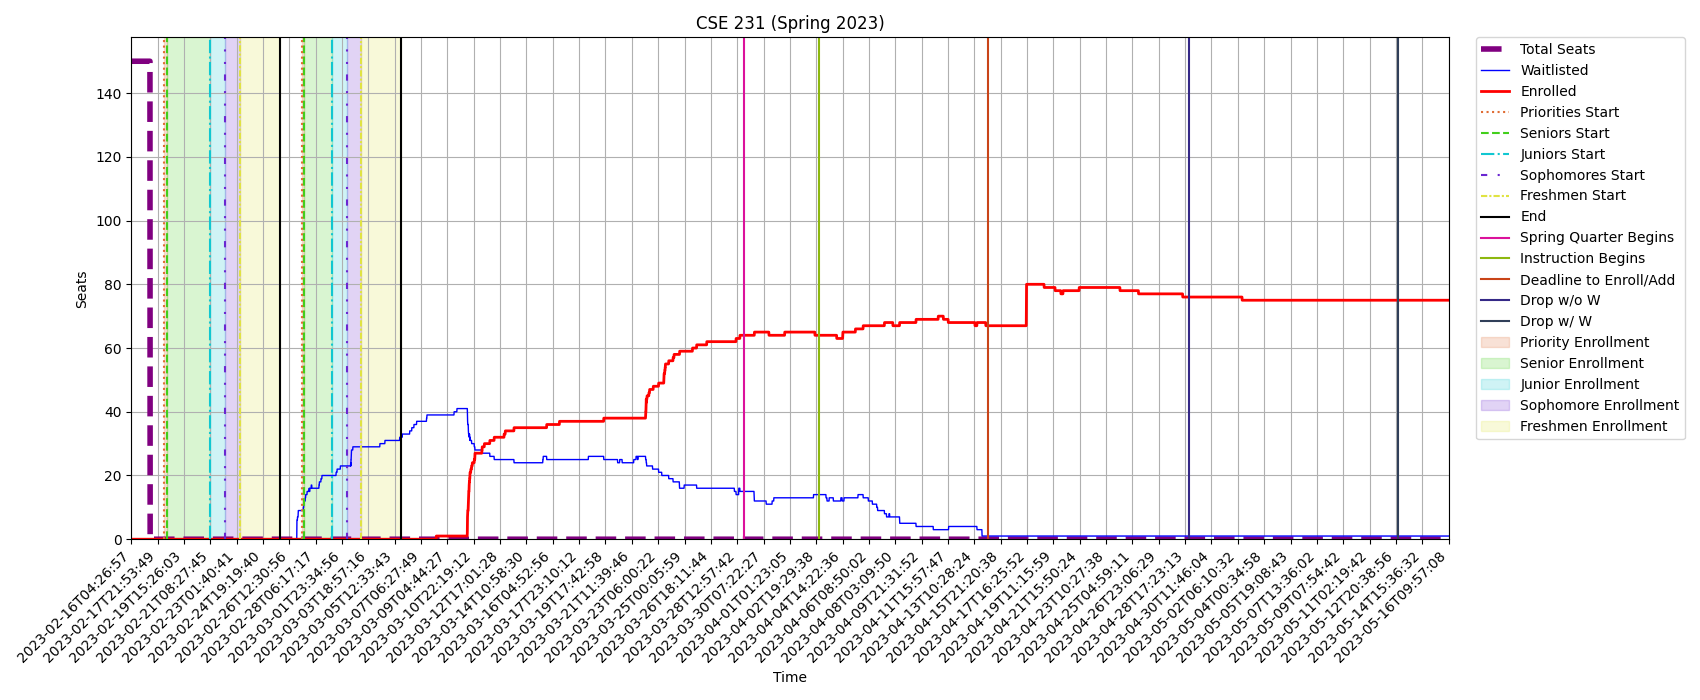 CSE 231 (Spring 2023)
Seats
140
120
100
80
60
40
20
0
2023-02-16T04:26:57
2023-02-17T21:53:49
2023-02-19T15:26:03
2023-02-21T08:27:45
2023-02-23T01:40:41
2023-02-24T19:19:40
2023-02-26T12:30:56
2023-02-28T06:17:17
2023-03-01T23:34:56
2023-03-03T18:57:16
2023-03-05T12:33:43
2023-03-07T06:27:49
2023-03-09T04:44:27
2023-03-10T22:19:12
2023-03-12T17:01:28
2023-03-14T10:58:30
2023-03-16T04:52:56
2023-03-17T23:10:12
2023-03-19T17:42:58
2023-03-21T11:39:46
2023-03-23T06:00:22
2023-03-25T00:05:59
2023-03-26T18:11:44
2023-03-28T12:57:42
2023-03-30T07:22:27
2023-04-01T01:23:05
2023-04-02T19:29:38
2023-04-04T14:22:36
2023-04-06T08:50:02
2023-04-08T03:09:50
2023-04-09T21:31:52
2023-04-11T15:57:47
2023-04-13T10:28:24
2023-04-15T21:20:38
2023-04-17T16:25:52
2023-04-19T11:15:59
2023-04-21T15:50:24
2023-04-23T10:27:38
2023-04-25T04:59:11
2023-04-26T23:06:29
2023-04-28T17:23:13
2023-04-30T11:46:04
2023-05-02T06:10:32
2023-05-04T00:34:58
2023-05-05T19:08:43
2023-05-07T13:36:02
2023-05-09T07:54:42
2023-05-11T02:19:42
2023-05-12T20:38:56
2023-05-14T15:36:32
2023-05-16T09:57:08
Time
Total Seats
Waitlisted
Enrolled
Priorities Start
Seniors Start
Juniors Start
Sophomores Start
Freshmen Start
End
Spring Quarter Begins
Instruction Begins
Deadline to Enroll/Add
Drop w/o W
Drop w/ W
Priority Enrollment
Senior Enrollment
Junior Enrollment
Sophomore Enrollment
Freshmen Enrollment